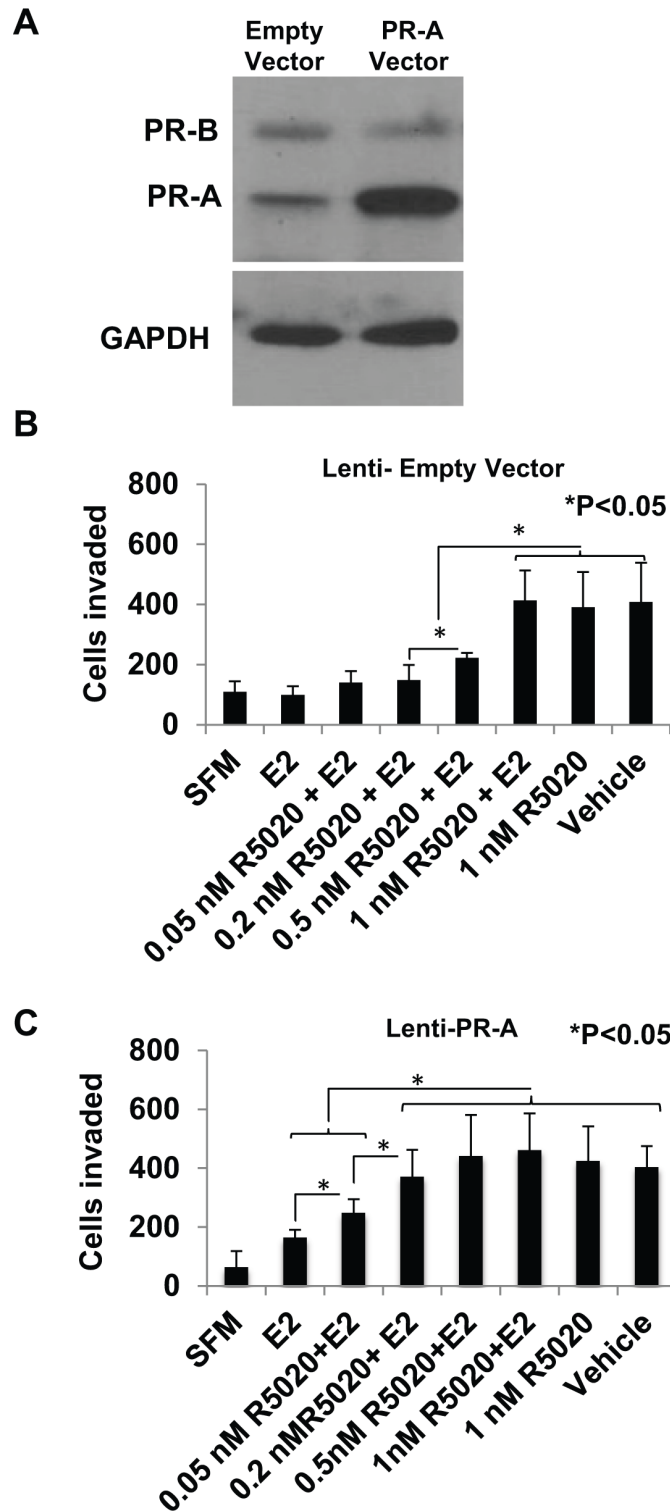 A
Empty
Vector
PR-A
Vector
PR-B
PR-A
GAPDH
B
Lenti- Empty Vector
*P<0.05
Cells invaded
800
600
400
200
0
*
*
SFM
E2
0.05 nM R5020 + E2
0.2 nM R5020 + E2
0.5 nM R5020 + E2
1 nM R5020 + E2
1 nM R5020
Vehicle
C
Lenti-PR-A
*P<0.05
Cells invaded
800
600
400
200
0
*
*
*
SFM
E2
0.05 nM R5020+E2
0.2 nMR5020+ E2
0.5nM R5020+E2
1nM R5020+E2
1 nM R5020
Vehicle